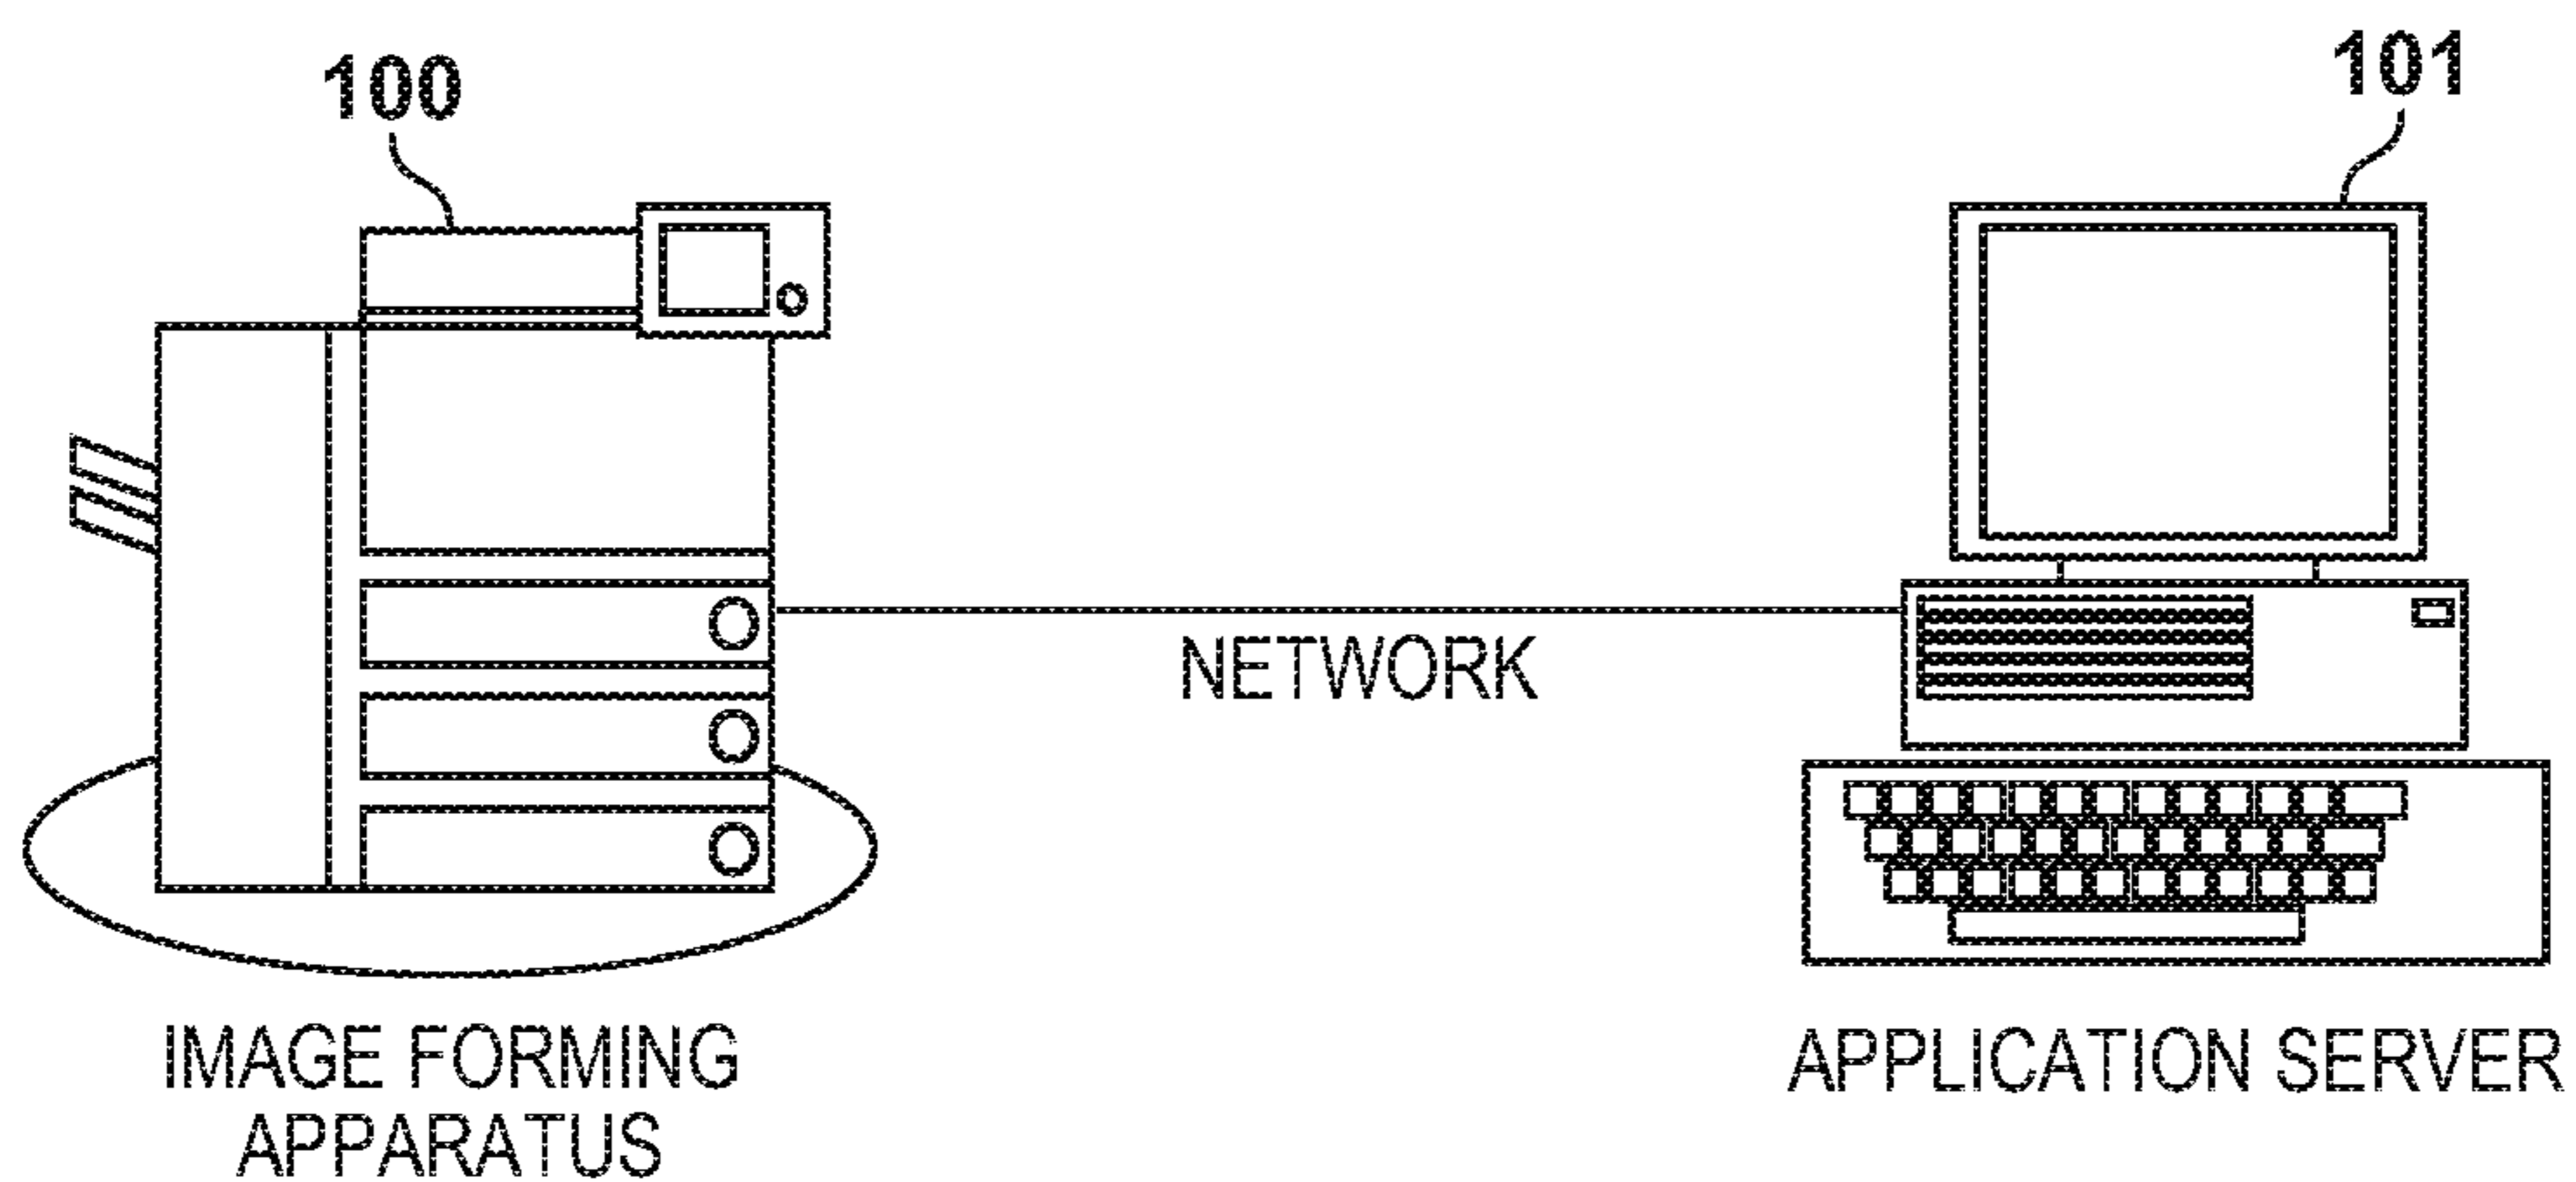 100
101
NETWORK
IMAGE FORMING
APPARATUS
APPLICATION SERVER